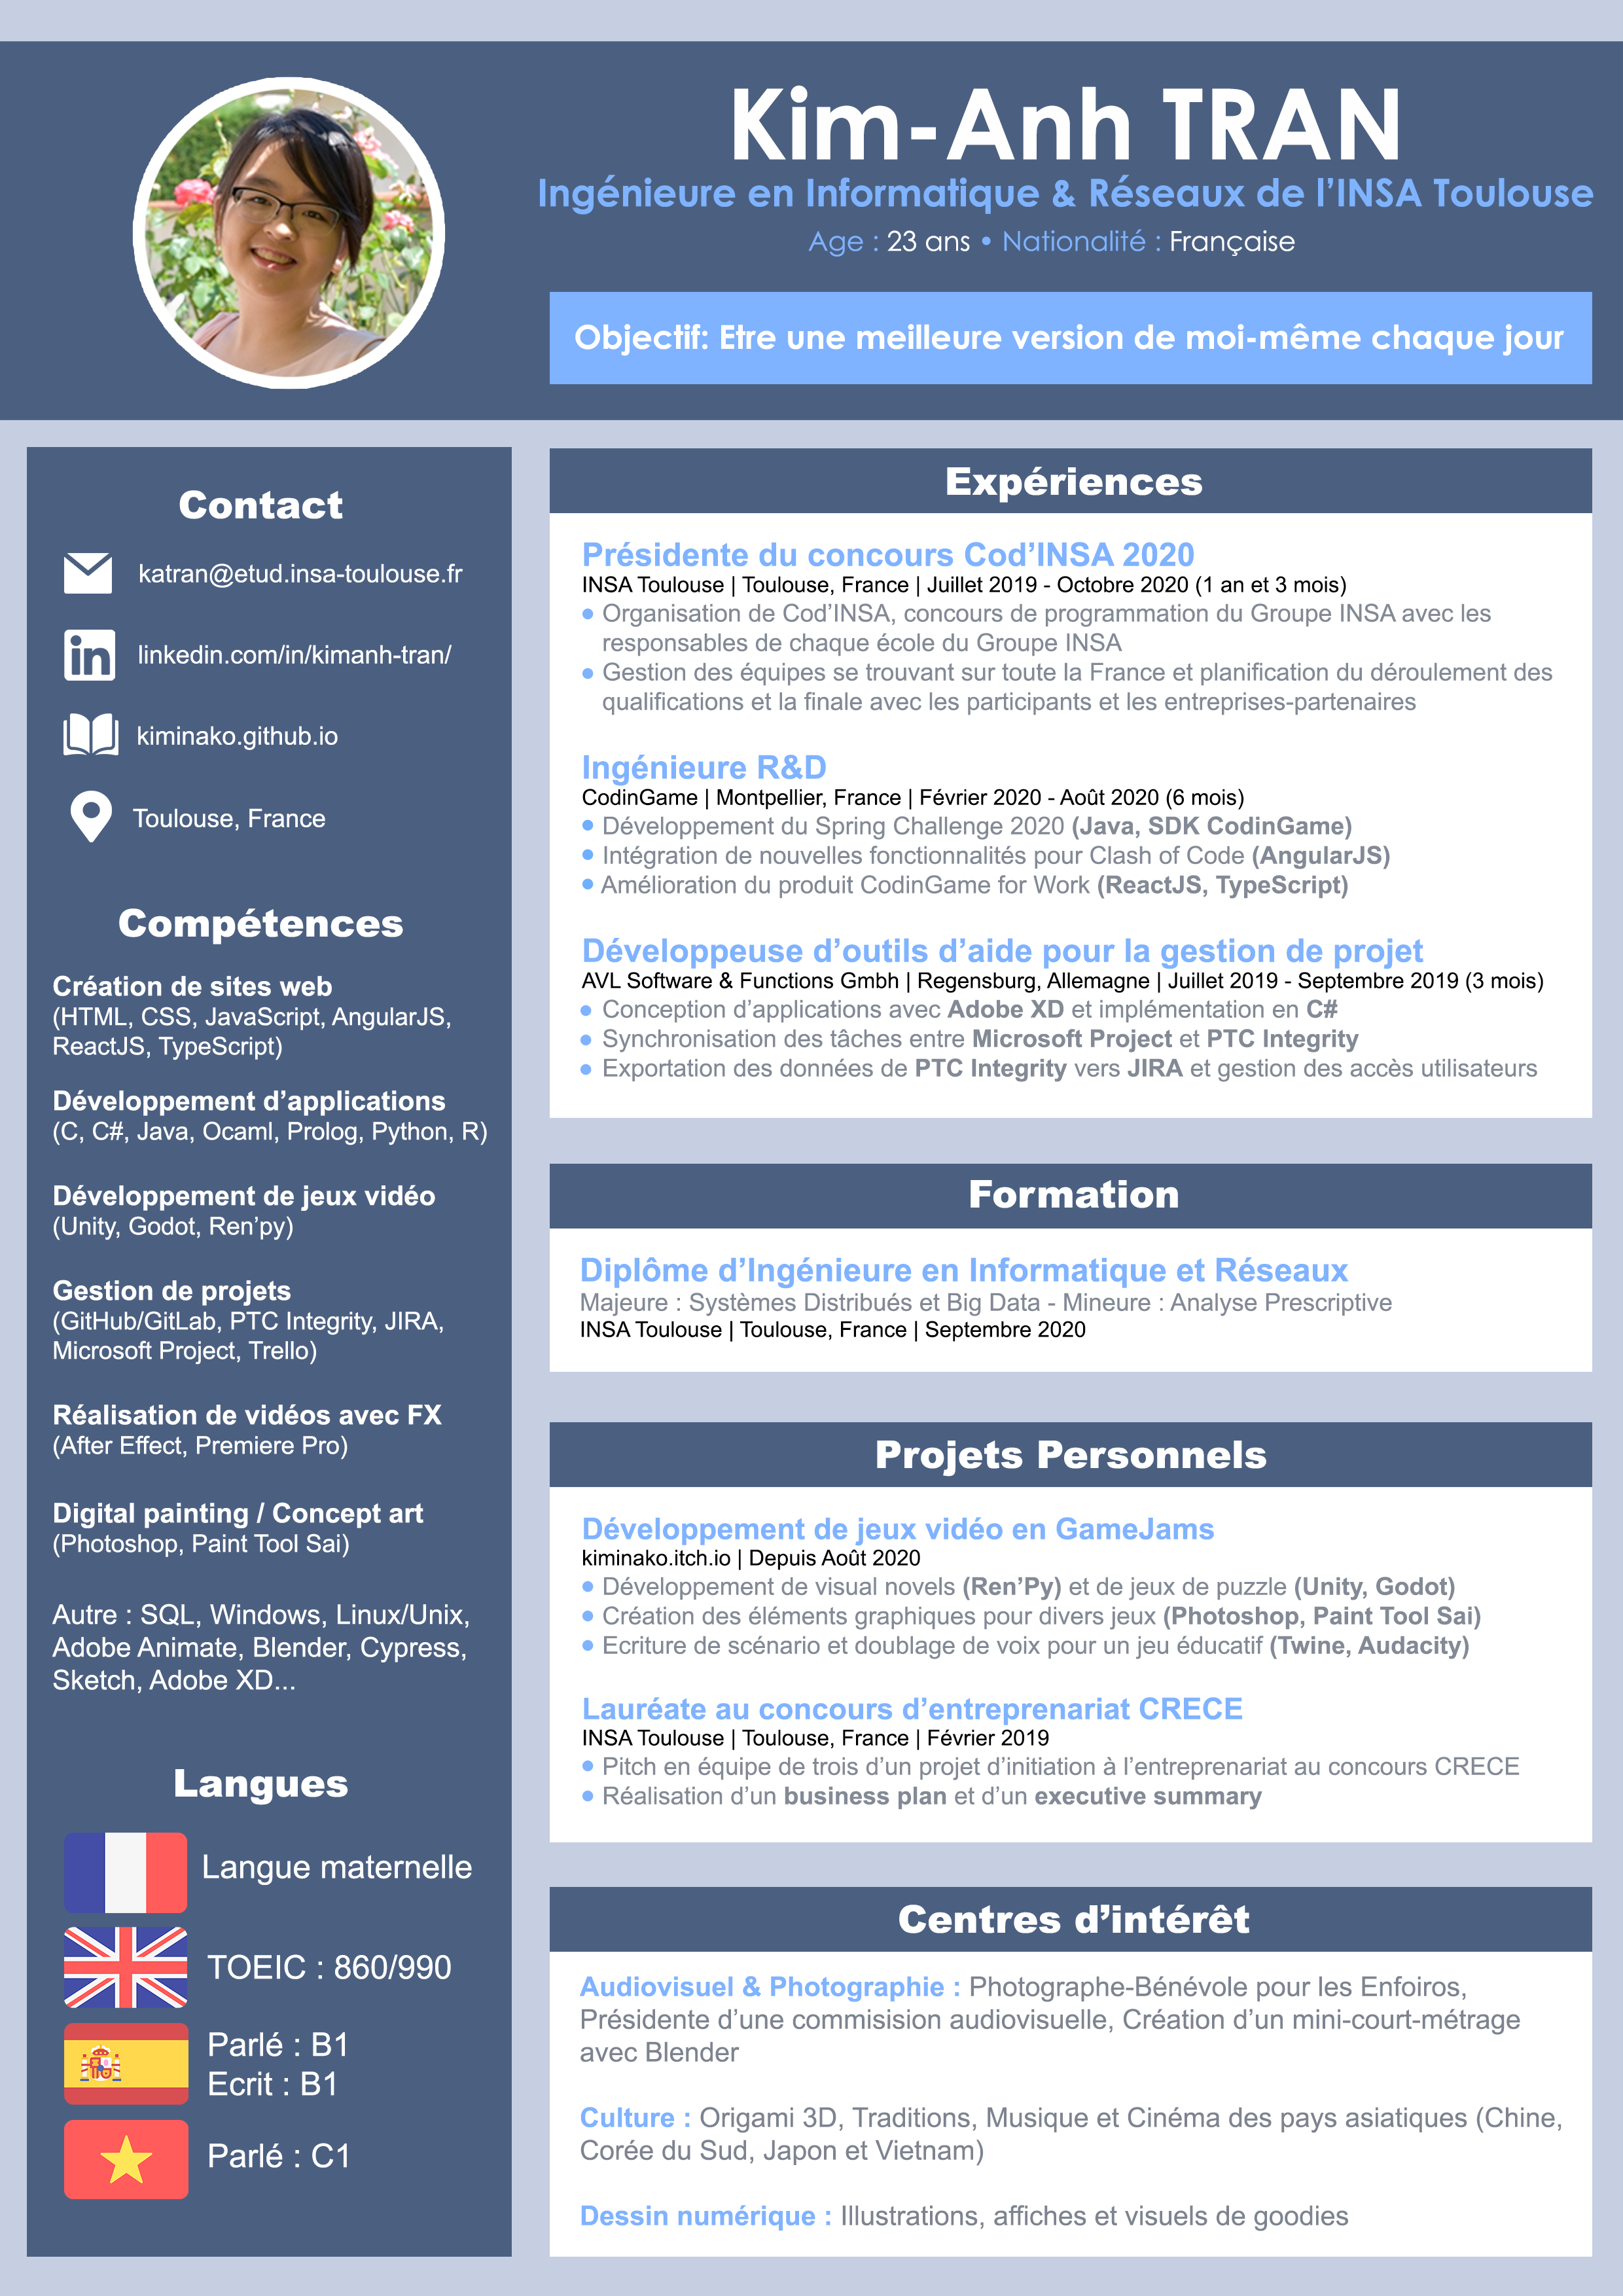 Kim-Anh TRAN
Ingénieure en Informatique & Réseaux de l’INSA Toulouse
Age : 23 ans • Nationalité : Française
Objectif: Etre une meilleure version de moi-même chaque jour
Contact
katran@etud.insa-toulouse.fr
linkedin.com/in/kimanh-tran/
kiminako.github.io
Toulouse, France
Compétences
Création de sites web
(HTML, CSS, JavaScript, AngularJS,
ReactJS, TypeScript)
Développement d’applications
(C, C#, Java, Ocaml, Prolog, Python, R)
Développement de jeux vidéo
(Unity, Godot, Ren’py)
Gestion de projets
(GitHub/GitLab, PTC Integrity, JIRA,
Microsoft Project, Trello)
Réalisation de vidéos avec FX
(After Effect, Premiere Pro)
Digital painting / Concept art
(Photoshop, Paint Tool Sai)
Autre : SQL, Windows, Linux/Unix,
Adobe Animate, Blender, Cypress,
Sketch, Adobe XD...
Langues
Langue maternelle
TOEIC : 860/990
Parlé : B1
Ecrit : B1
Parlé : C1
Expériences
Présidente du concours Cod’INSA 2020
INSA Toulouse | Toulouse, France | Juillet 2019 - Octobre 2020 (1 an et 3 mois)
• Organisation de Cod’INSA, concours de programmation du Groupe INSA avec les
responsables de chaque école du Groupe INSA
• Gestion des équipes se trouvant sur toute la France et planification du déroulement des
qualifications et la finale avec les participants et les entreprises-partenaires
Ingénieure R&D
CodinGame | Montpellier, France | Février 2020 - Août 2020 (6 mois)
• Développement du Spring Challenge 2020 (Java, SDK CodinGame)
• Intégration de nouvelles fonctionnalités pour Clash of Code (AngularJS)
• Amélioration du produit CodinGame for Work (ReactJS, TypeScript)
Développeuse d’outils d’aide pour la gestion de projet
AVL Software & Functions Gmbh | Regensburg, Allemagne | Juillet 2019 - Septembre 2019 (3 mois)
• Conception d’applications avec Adobe XD et implémentation en C#
• Synchronisation des tâches entre Microsoft Project et PTC Integrity
• Exportation des données de PTC Integrity vers JIRA et gestion des accès utilisateurs
Formation
Diplôme d’Ingénieure en Informatique et Réseaux
Majeure : Systèmes Distribués et Big Data - Mineure : Analyse Prescriptive
INSA Toulouse | Toulouse, France | Septembre 2020
Projets Personnels
Développement de jeux vidéo en GameJams
kiminako.itch.io | Depuis Août 2020
• Développement de visual novels (Ren’Py) et de jeux de puzzle (Unity, Godot)
• Création des éléments graphiques pour divers jeux (Photoshop, Paint Tool Sai)
• Ecriture de scénario et doublage de voix pour un jeu éducatif (Twine, Audacity)
Lauréate au concours d’entreprenariat CRECE
INSA Toulouse | Toulouse, France | Février 2019
• Pitch en équipe de trois d’un projet d’initiation à l’entreprenariat au concours CRECE
• Réalisation d’un business plan et d’un executive summary
Centres d’intérêt
Audiovisuel & Photographie : Photographe-Bénévole pour les Enfoiros,
Présidente d’une commisision audiovisuelle, Création d’un mini-court-métrage
avec Blender
Culture : Origami 3D, Traditions, Musique et Cinéma des pays asiatiques (Chine,
Corée du Sud, Japon et Vietnam)
Dessin numérique : Illustrations, affiches et visuels de goodies